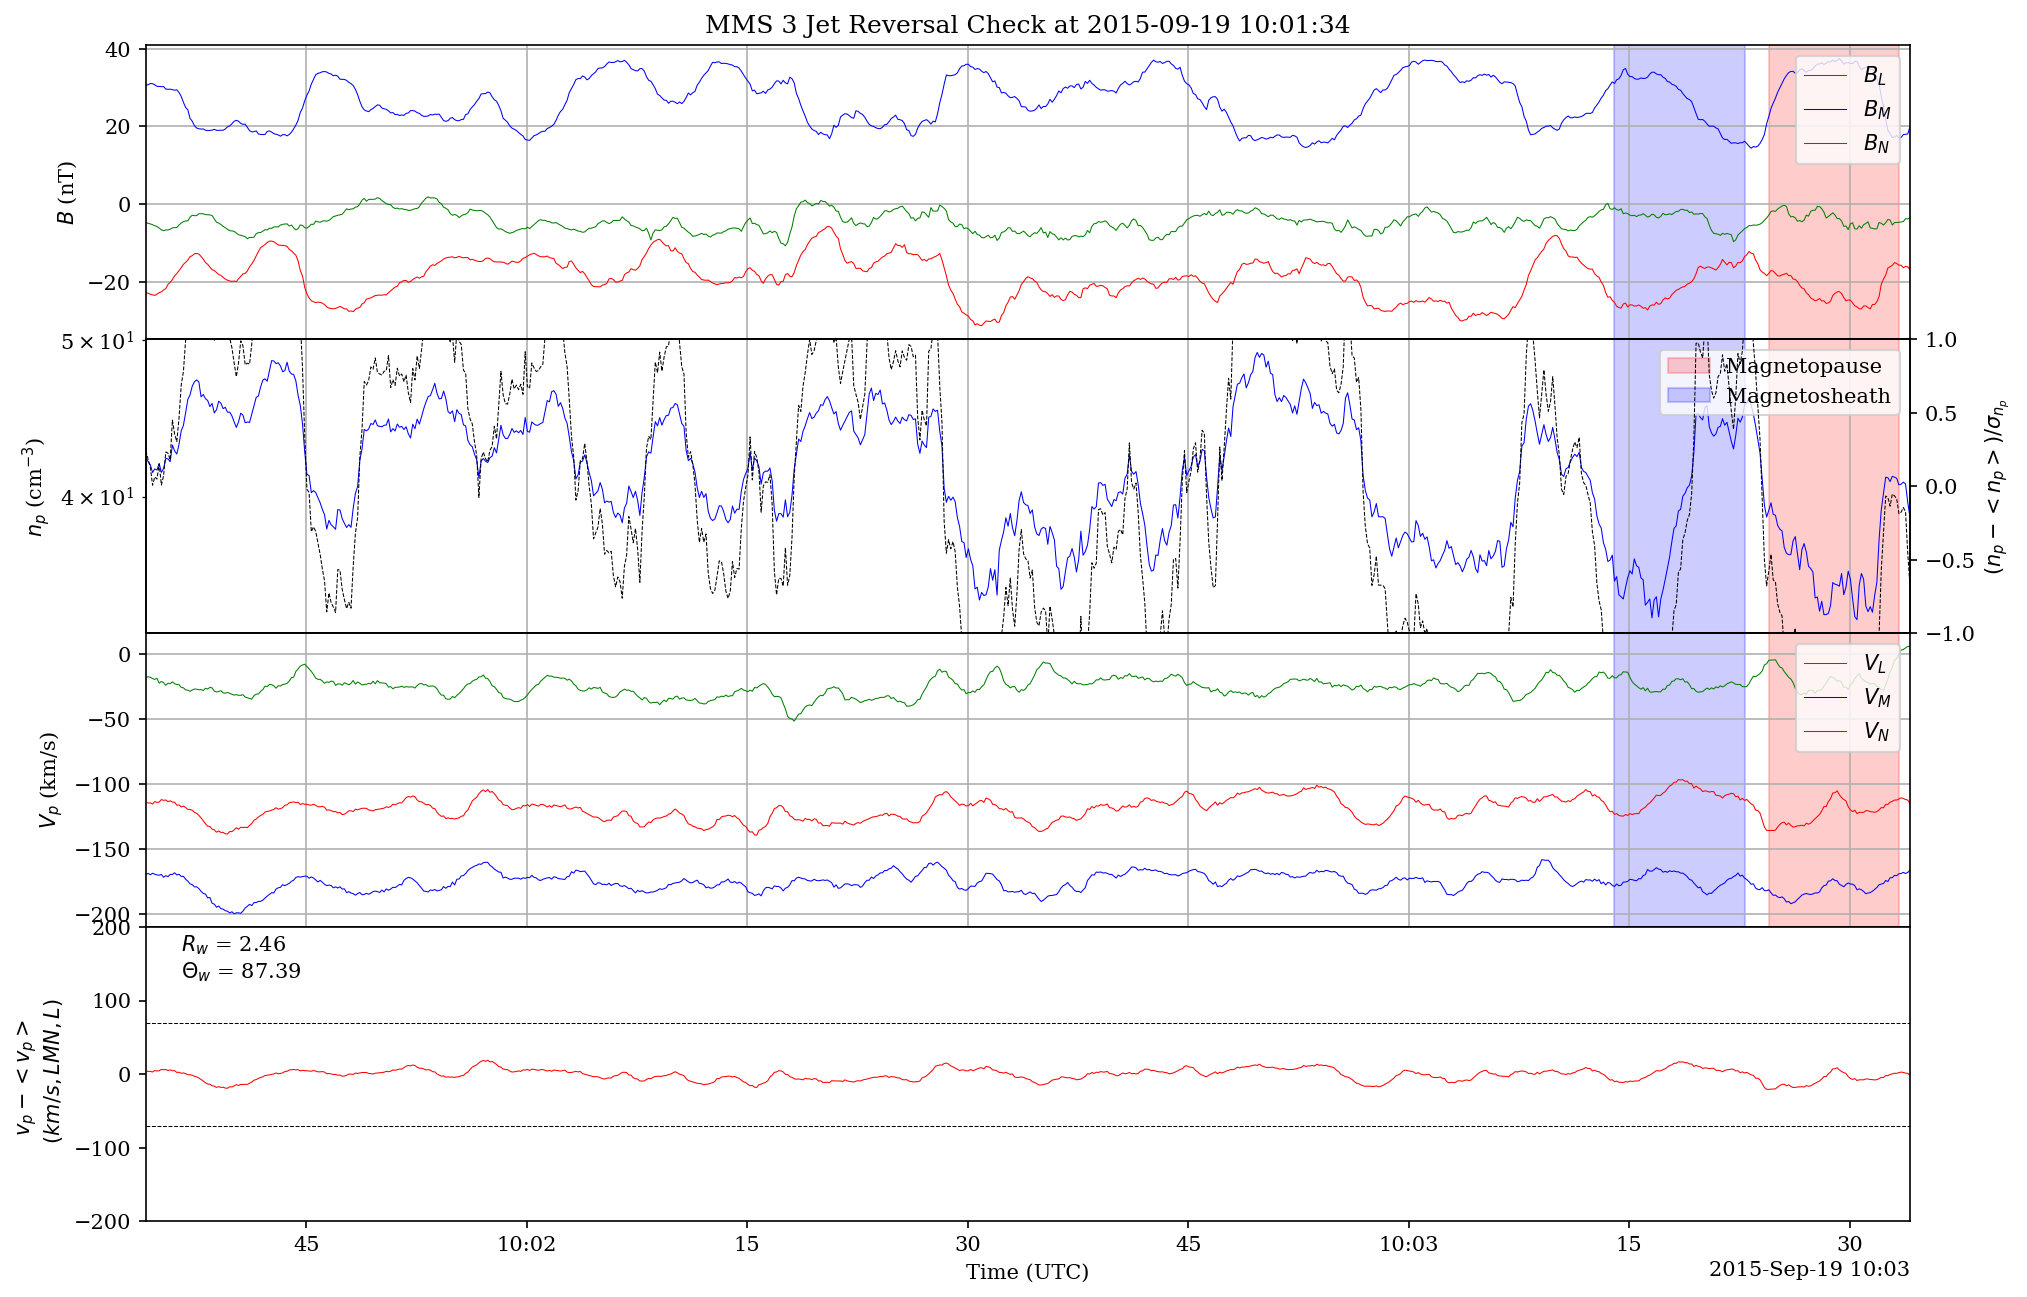 MMS 3 Jet Reversal Check at 2015-09-19 10:01:34
40
20
0
−20
B (nT)
B_L
B_M
B_N
5 × 10^1
4 × 10^1
n_p (cm^−3)
Magnetopause
Magnetosheath
1.0
0.5
0.0
−0.5
−1.0
(n_p − < n_p >)/σ_{n_p}
0
−50
−100
−150
−200
V_p (km/s)
V_L
V_M
V_N
200
100
0
−100
−200
v_p − < v_p >
(km/s, LMN, L)
R_w = 2.46
Θ_w = 87.39
45 10:02 15 30 45 10:03 15 30
Time (UTC)
2015-Sep-19 10:03